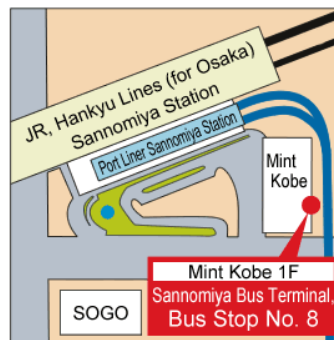 JR, Hankyu Lines (for Osaka)
Sannomiya Station
Port Liner Sannomiya Station
Mint
Kobe
Mint Kobe 1F
Sannomiya Bus Terminal,
Bus Stop No. 8
SOGO